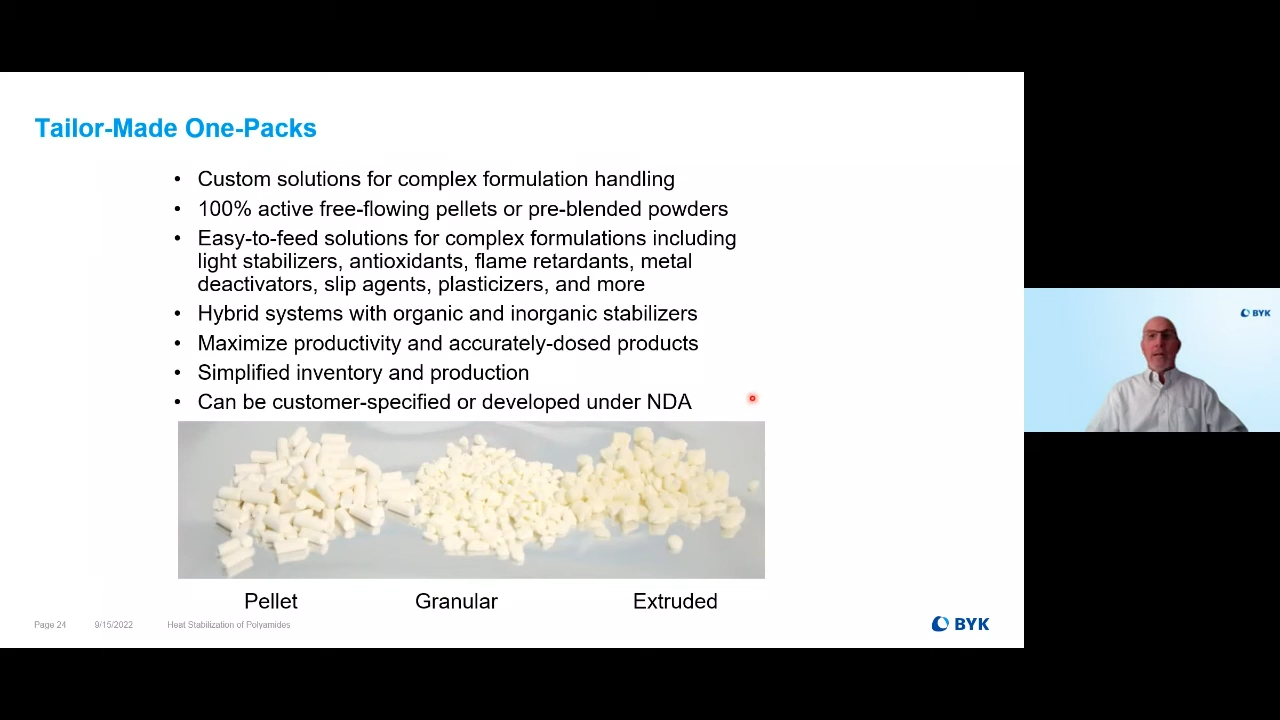 Tailor-Made One-Packs
• Custom solutions for complex formulation handling
• 100% active free-flowing pellets or pre-blended powders
• Easy-to-feed solutions for complex formulations including
light stabilizers, antioxidants, flame retardants, metal
deactivators, slip agents, plasticizers, and more
• Hybrid systems with organic and inorganic stabilizers
• Maximize productivity and accurately-dosed products
• Simplified inventory and production
• Can be customer-specified or developed under NDA
Pellet Granular Extruded
Page 24 9/15/2022 Heat Stabilization of Polyamides
BYK
BYK